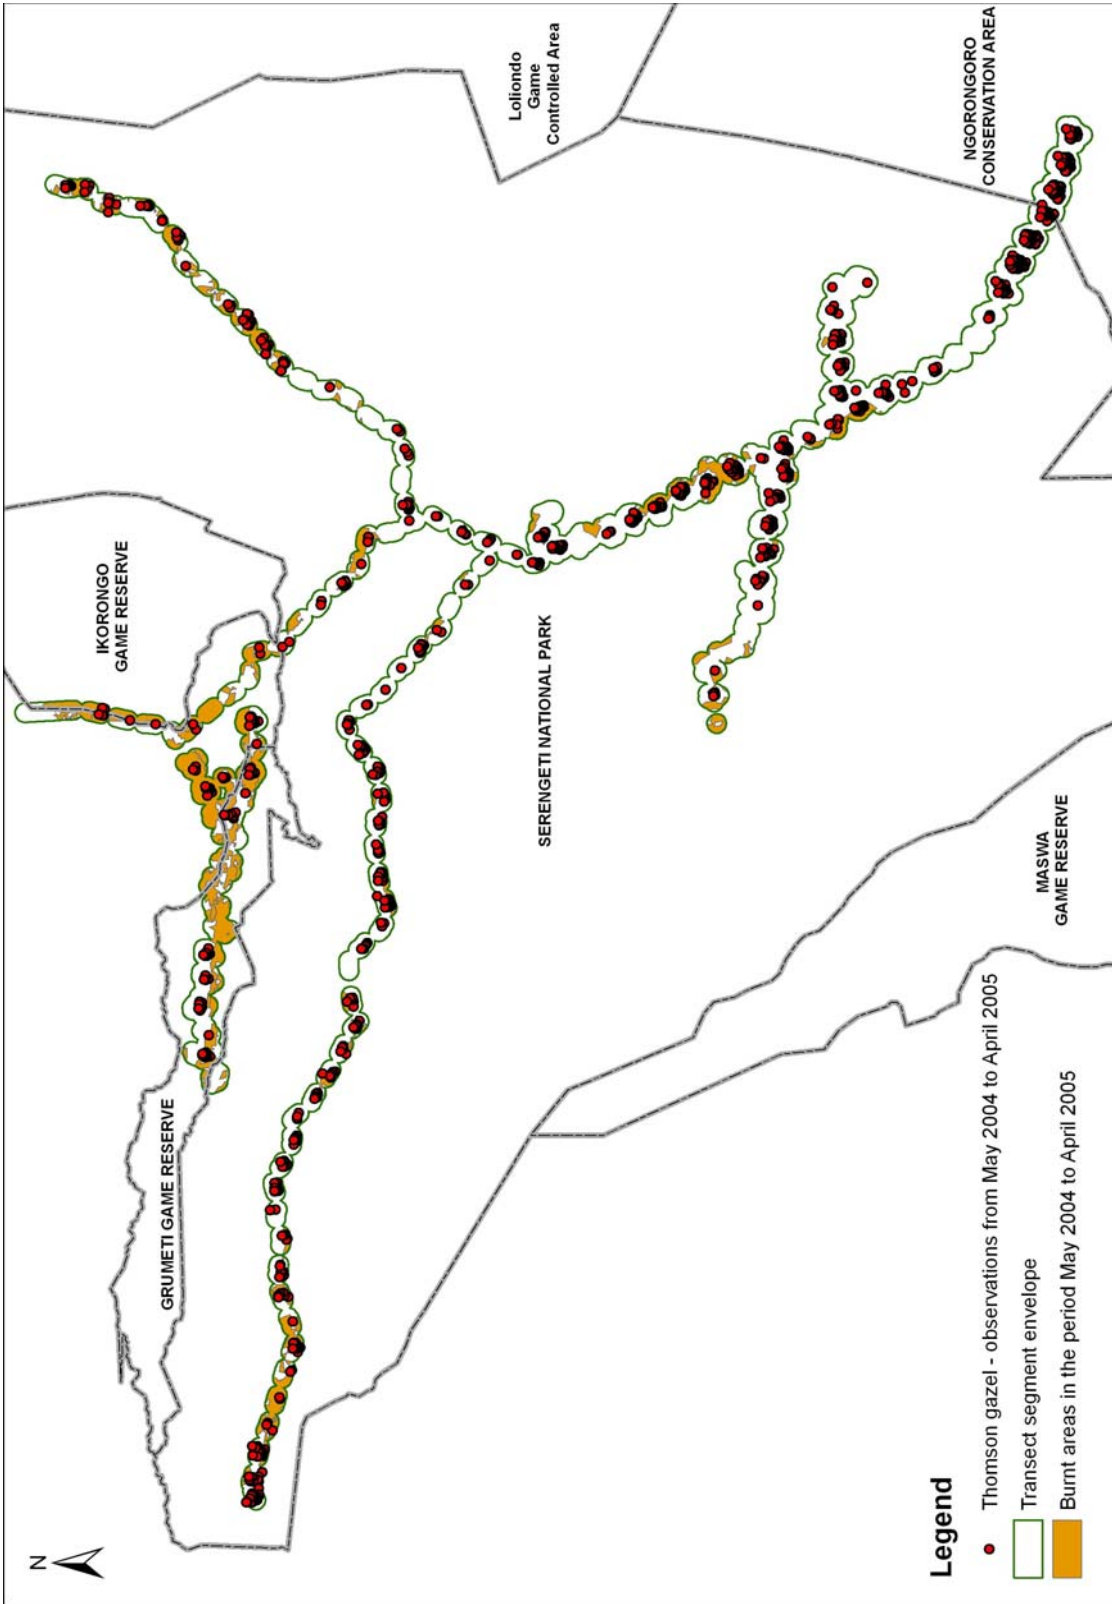 N
IKORONGO
GAME RESERVE
Loliondo
Game
Controlled Area
GRUMETI GAME RESERVE
SERENGETI NATIONAL PARK
NGORONGORO
CONSERVATION AREA
MASWA
GAME RESERVE
Legend
Thomson gazel - observations from May 2004 to April 2005
Transect segment envelope
Burnt areas in the period May 2004 to April 2005